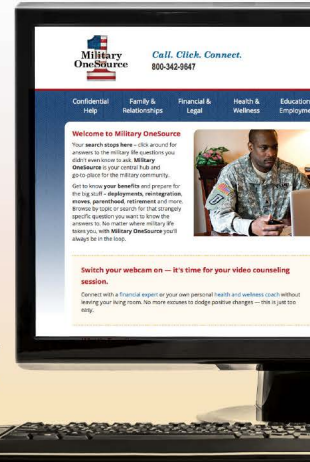 Military
OneSource
Call. Click. Connect.
800-342-9647
Confidential Help
Family & Relationships
Financial & Legal
Health & Wellness
Education
Employme
Welcome to Military OneSource
Your search stops here – click around for
answers to the military life questions you
didn't even know to ask. Military
OneSource is your central hub and
go-to-place for the military community.
Get to know your benefits and prepare for
the big stuff – deployments, reintegration,
moves, parenthood, retirement and more.
Browse by topic or search for that strangely
specific question you want to know the
answers to. No matter where military life
takes you, with Military OneSource you'll
always be in the loop.
Switch your webcam on — it's time for your video counseling
session.
Connect with a financial expert or your own personal health and wellness coach without
leaving your living room. No more excuses to dodge positive changes — this is just too
easy.